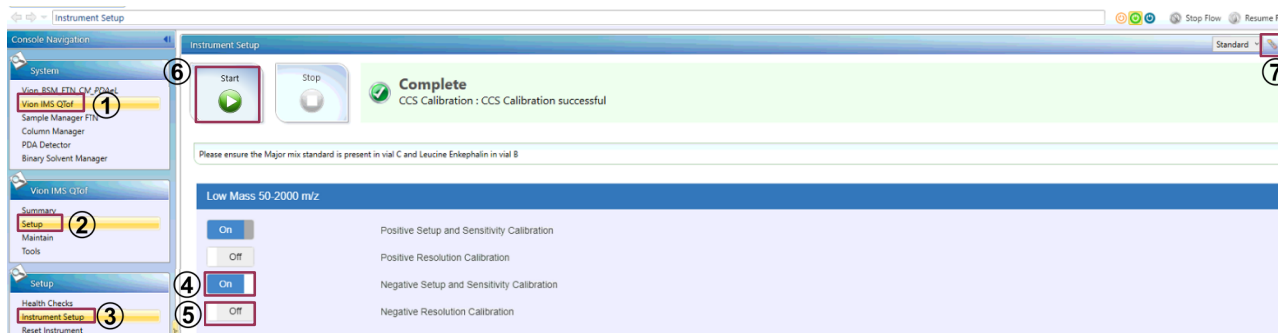 Instrument Setup
Stop Flow
Resume F
Console Navigation
Instrument Setup
Standard
System
Vion_BSM_FTN_CM_PDAeL
Vion IMS QTof
①
Sample Manager FTN
Column Manager
PDA Detector
Binary Solvent Manager
⑥
Start
Stop
Complete
CCS Calibration : CCS Calibration successful
⑦
Please ensure the Major mix standard is present in vial C and Leucine Enkephalin in vial B
Vion IMS QTof
Summary
Setup
②
Maintain
Tools
Low Mass 50-2000 m/z
On
Positive Setup and Sensitivity Calibration
Off
Positive Resolution Calibration
④
On
Negative Setup and Sensitivity Calibration
⑤
Off
Negative Resolution Calibration
Setup
Health Checks
Instrument Setup
③
Reset Instrument